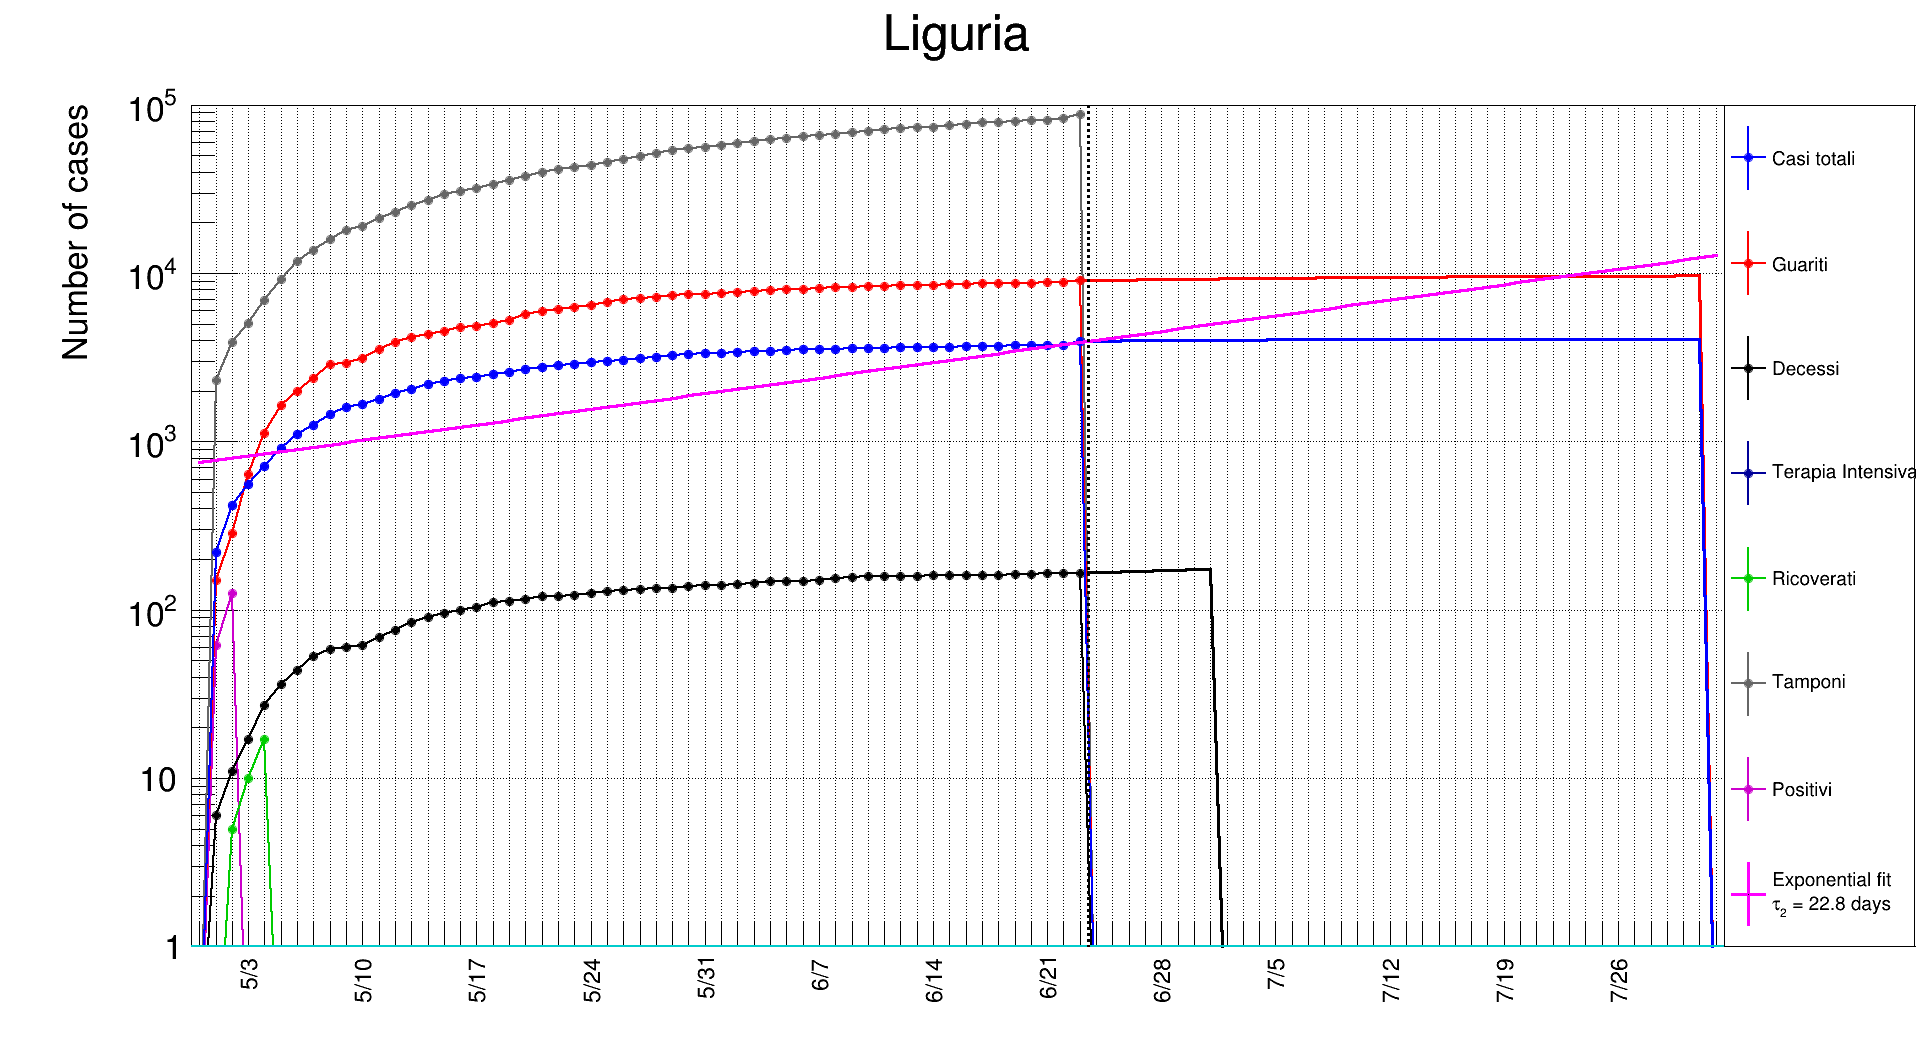 Liguria
Number of cases
10^5
10^4
10^3
10^2
10
1
5/3
5/10
5/17
5/24
5/31
6/7
6/14
6/21
6/28
7/5
7/12
7/19
7/26
Casi totali
Guariti
Decessi
Terapia Intensiva
Ricoverati
Tamponi
Positivi
Exponential fit
τ₂ = 22.8 days